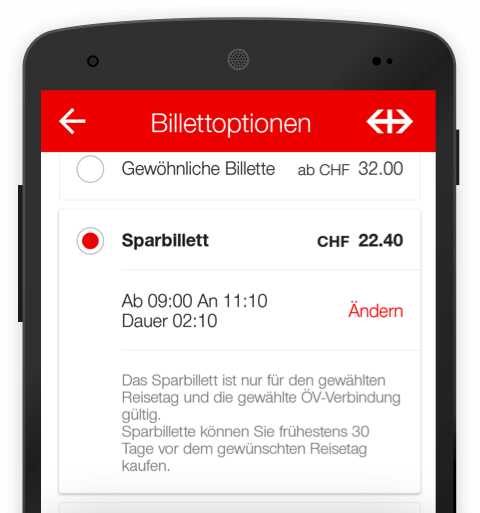 Billettoptionen
Gewöhnliche Billette ab CHF 32.00
Sparbillett CHF 22.40
Ab 09:00 An 11:10
Dauer 02:10
Ändern
Das Sparbillett ist nur für den gewählten
Reisetag und die gewählte ÖV-Verbindung
gültig.
Sparbillette können Sie frühestens 30
Tage vor dem gewünschten Reisetag
kaufen.